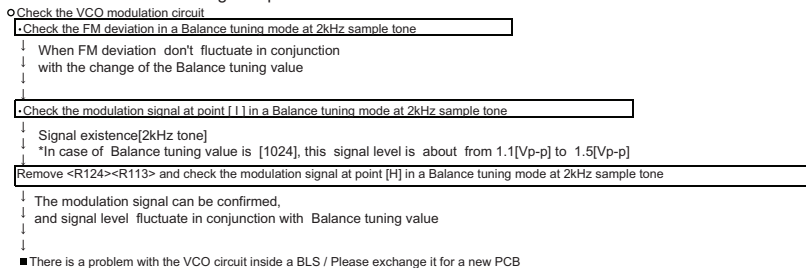 ○Check the VCO modulation circuit
・Check the FM deviation in a Balance tuning mode at 2kHz sample tone
↓ When FM deviation don't fluctuate in conjunction
↓ with the change of the Balance tuning value
↓
↓
・Check the modulation signal at point [ I ] in a Balance tuning mode at 2kHz sample tone
↓ Signal existence[2kHz tone]
↓ *In case of Balance tuning value is [1024], this signal level is about from 1.1[Vp-p] to 1.5[Vp-p]
↓
Remove <R124><R113> and check the modulation signal at point [H] in a Balance tuning mode at 2kHz sample tone
↓ The modulation signal can be confirmed,
↓ and signal level fluctuate in conjunction with Balance tuning value
↓
↓
■There is a problem with the VCO circuit inside a BLS / Please exchange it for a new PCB